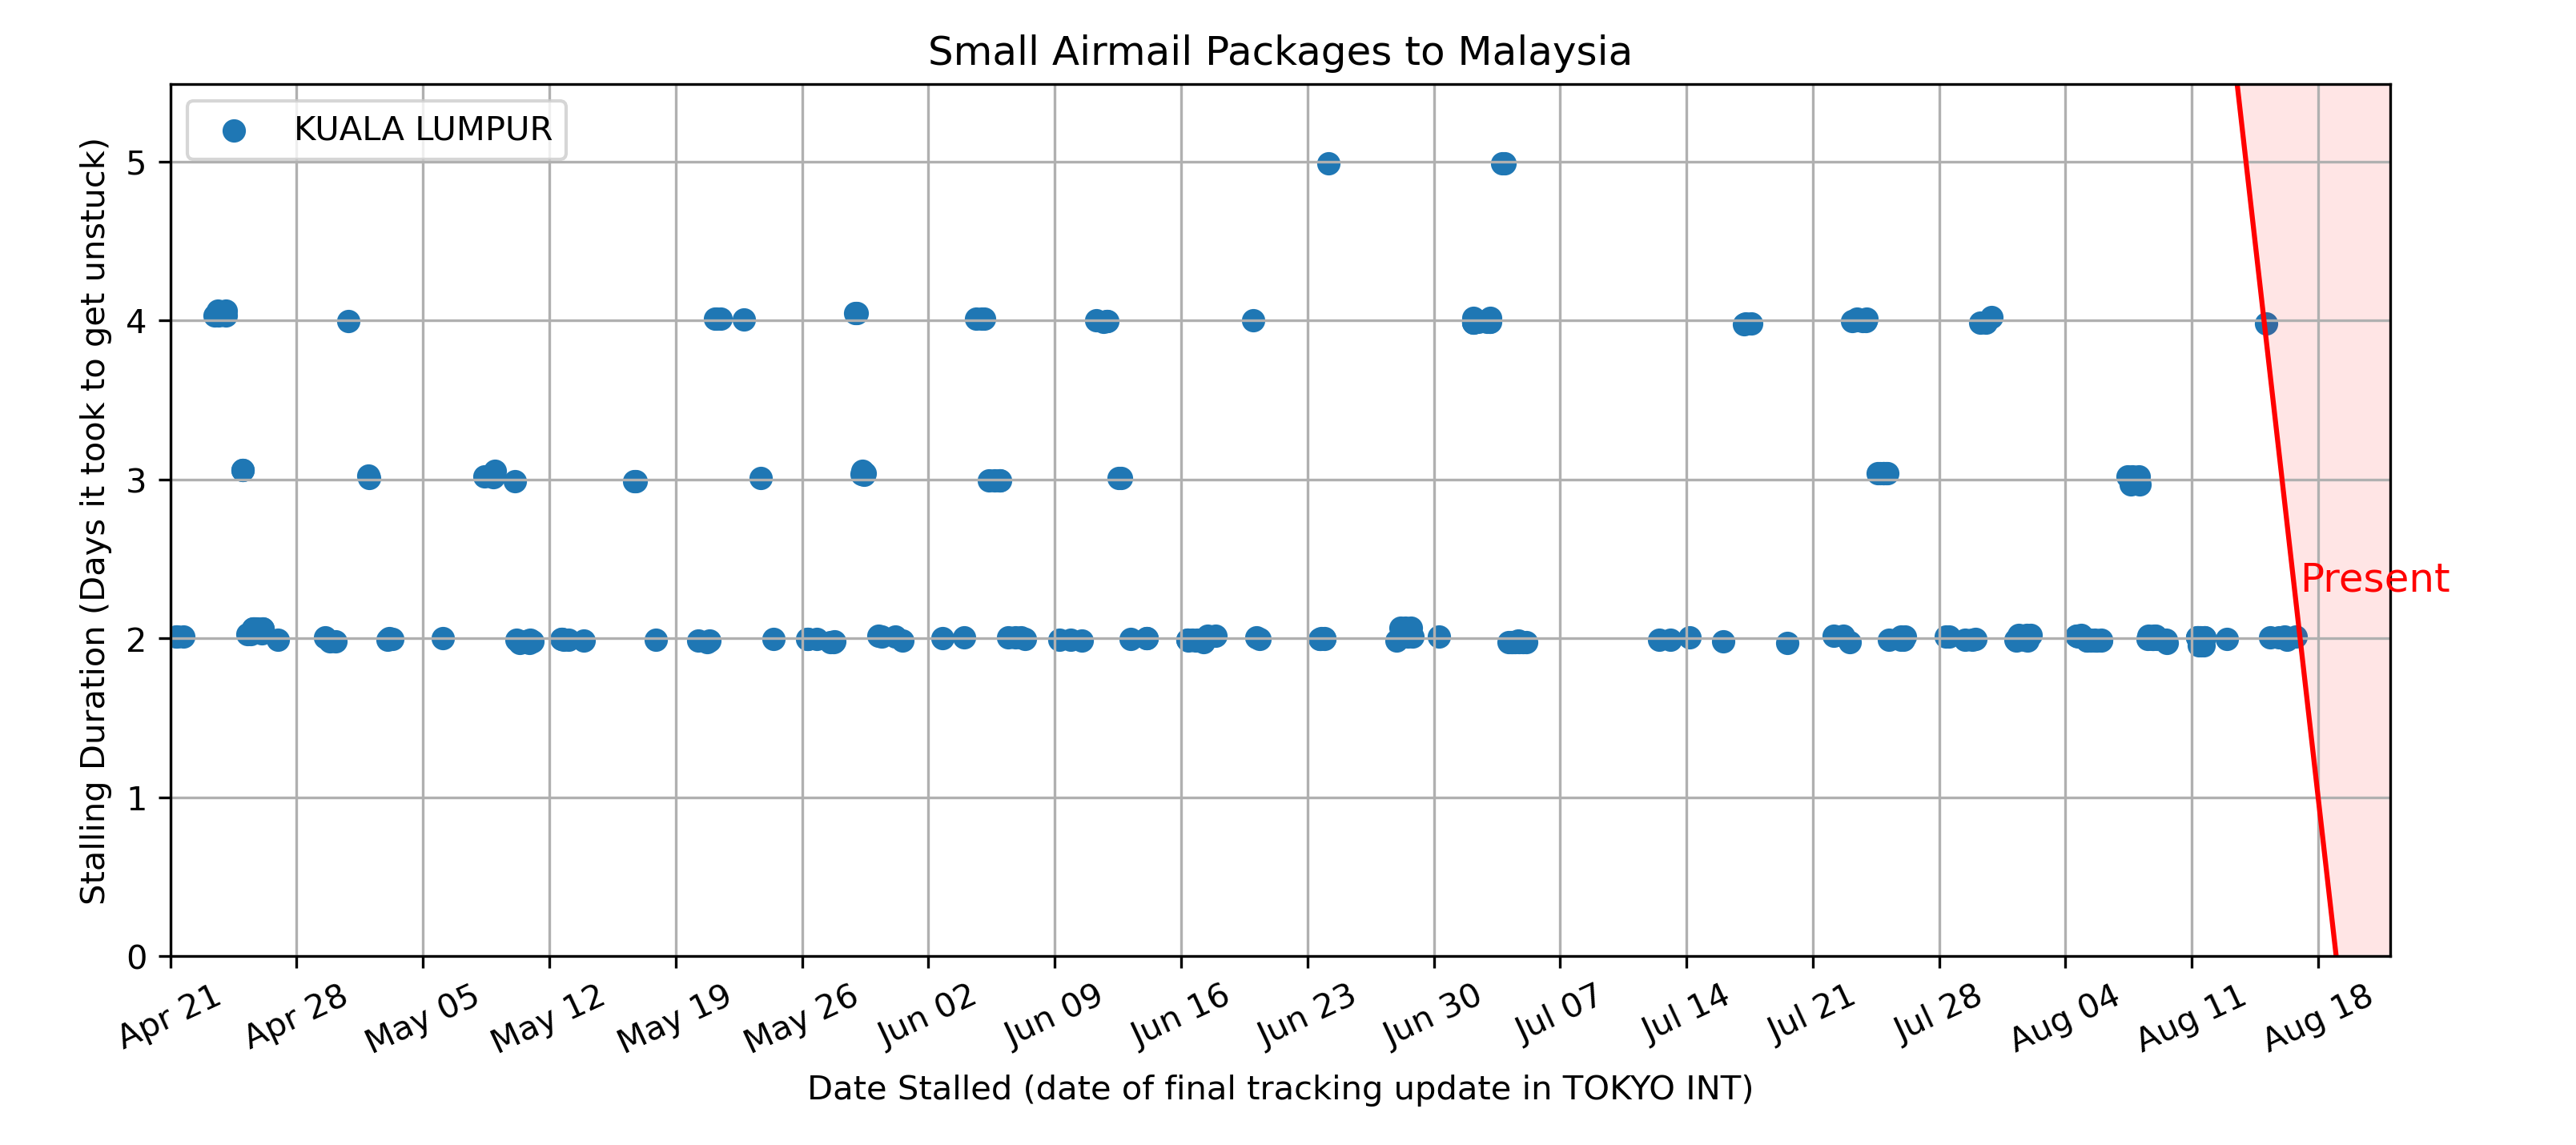 Small Airmail Packages to Malaysia
KUALA LUMPUR
Stalling Duration (Days it took to get unstuck)
5
4
3
2
1
0
Present
Apr 21
Apr 28
May 05
May 12
May 19
May 26
Jun 02
Jun 09
Jun 16
Jun 23
Jun 30
Jul 07
Jul 14
Jul 21
Jul 28
Aug 04
Aug 11
Aug 18
Date Stalled (date of final tracking update in TOKYO INT)